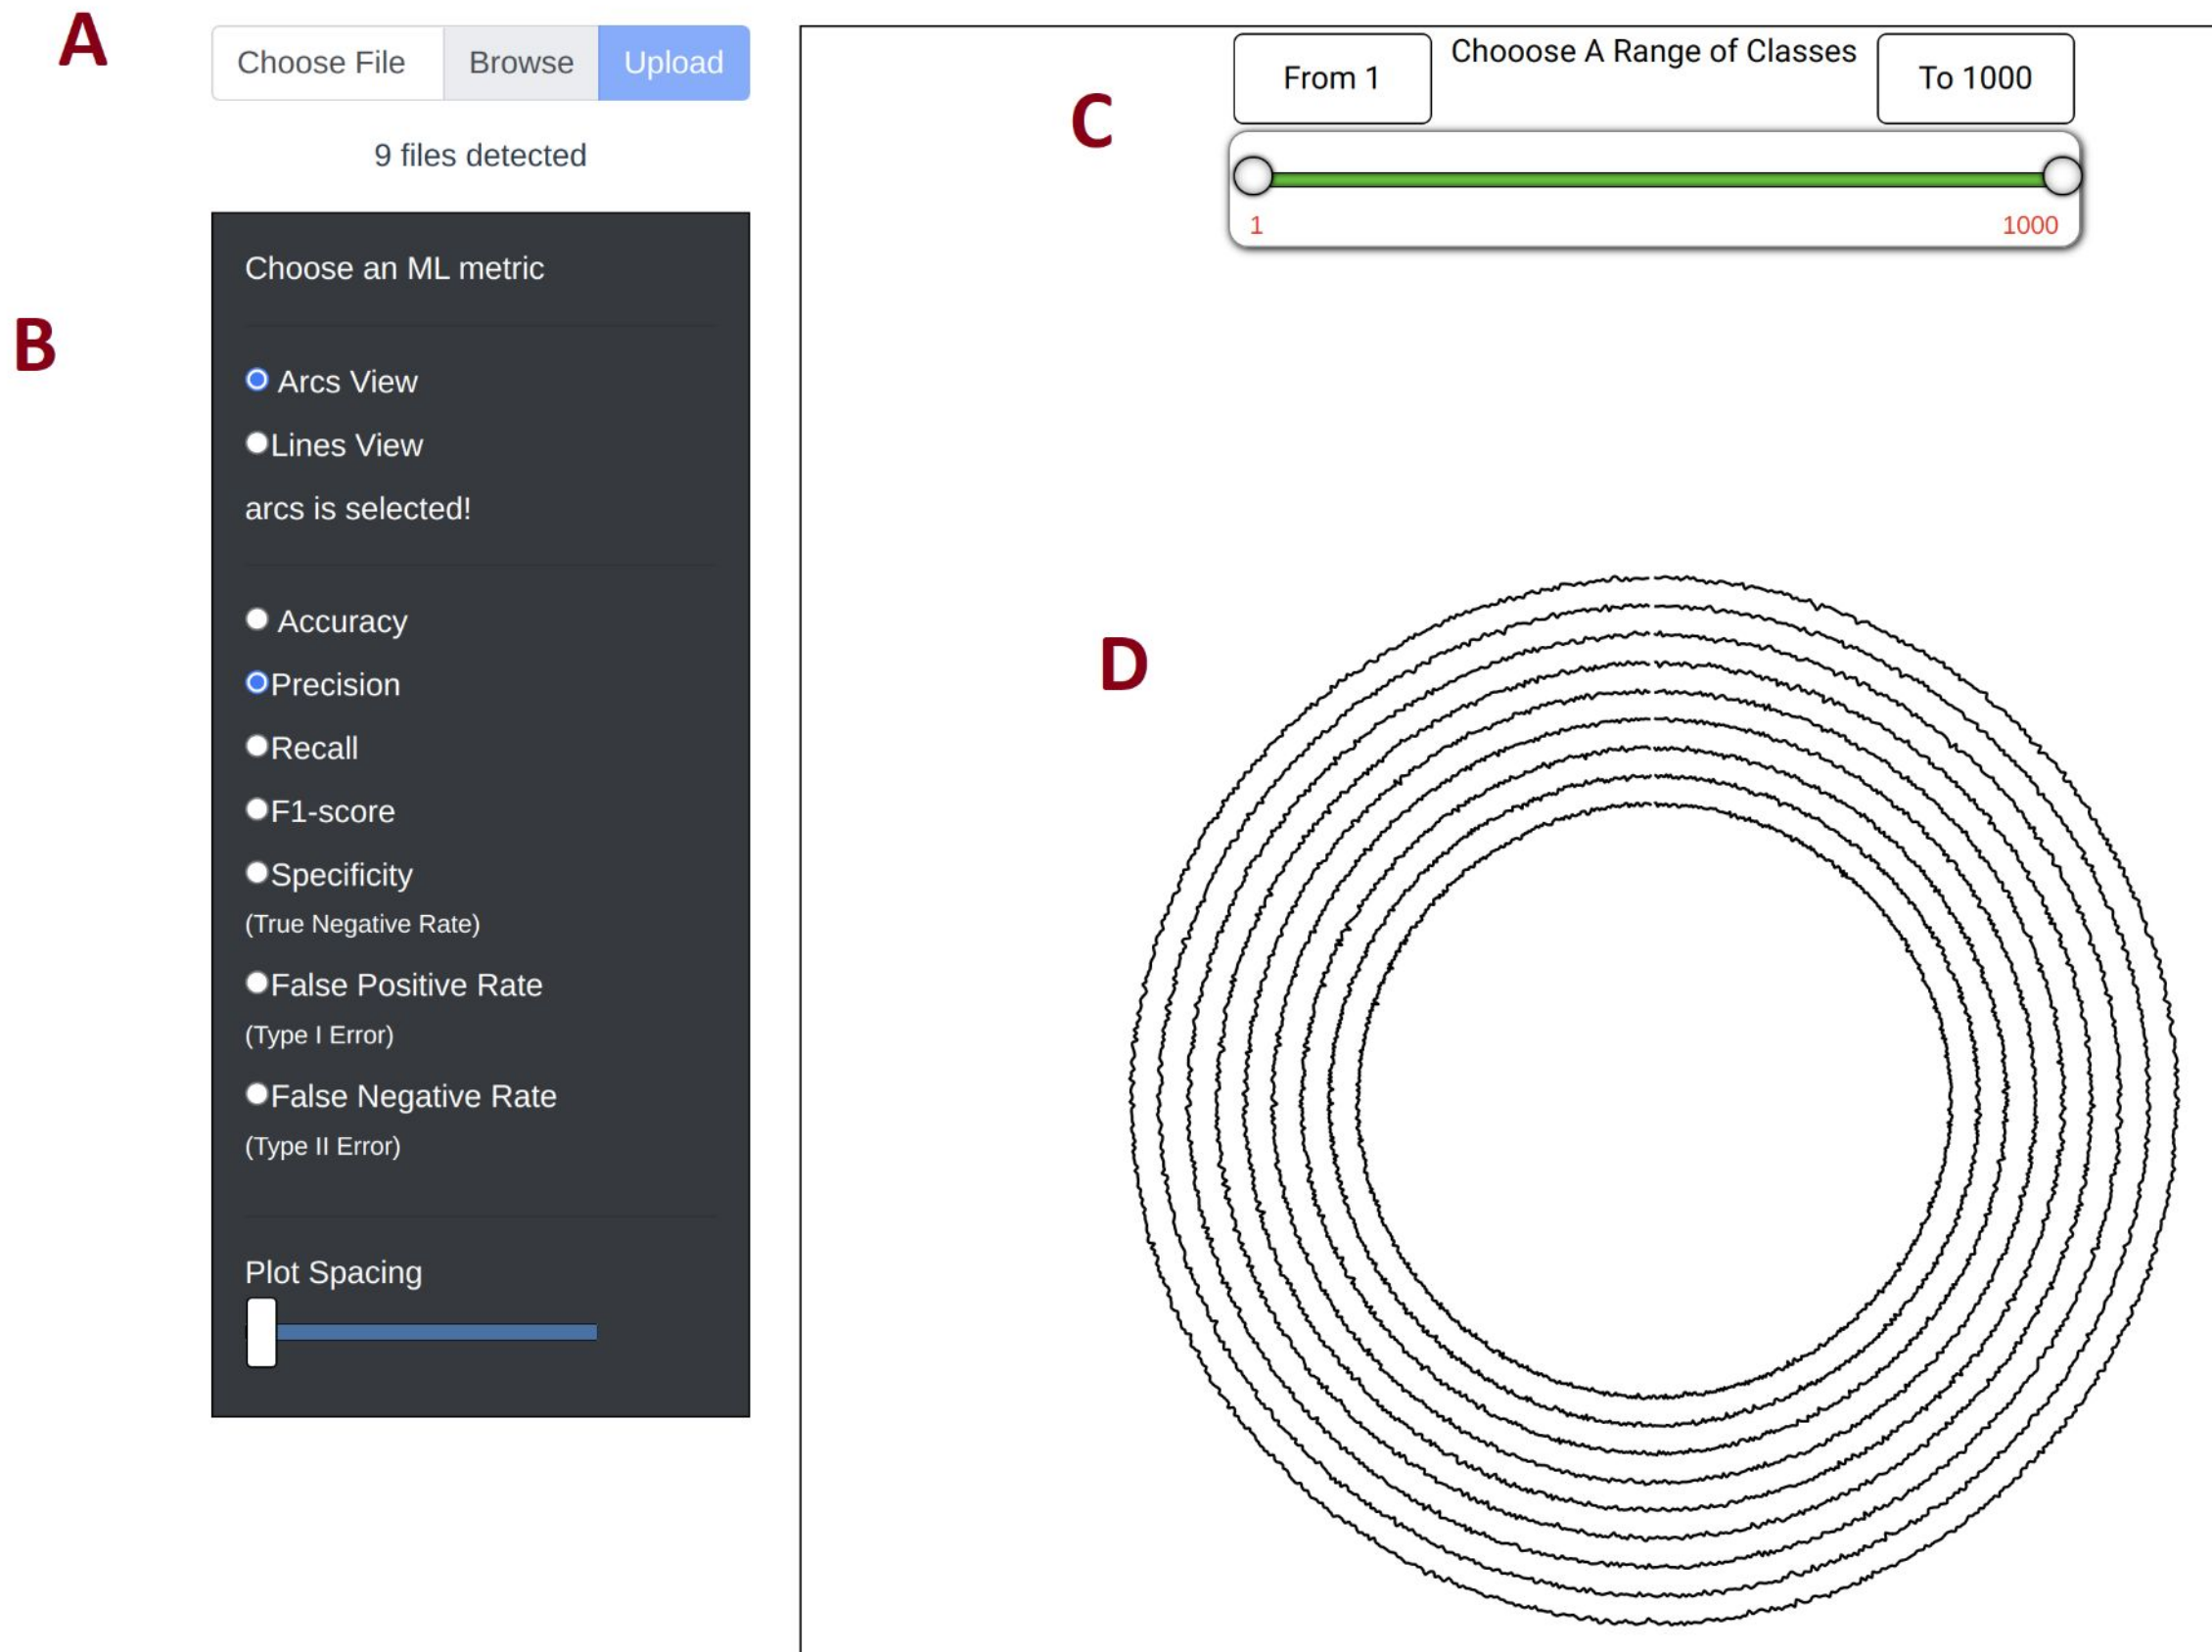 A
Choose File Browse Upload
9 files detected
B
Choose an ML metric
Arcs View
Lines View
arcs is selected!
Accuracy
Precision
Recall
F1-score
Specificity
(True Negative Rate)
False Positive Rate
(Type I Error)
False Negative Rate
(Type II Error)
Plot Spacing
C
From 1 Chooose A Range of Classes To 1000
1 1000
D